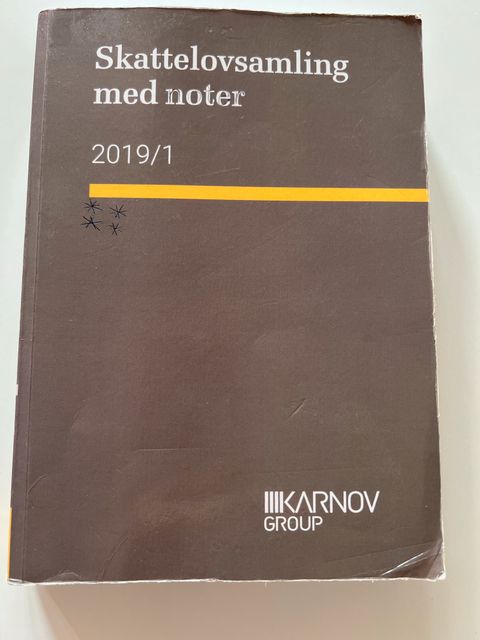 Skattelovsamling
med noter
2019/1
KARNOV
GROUP